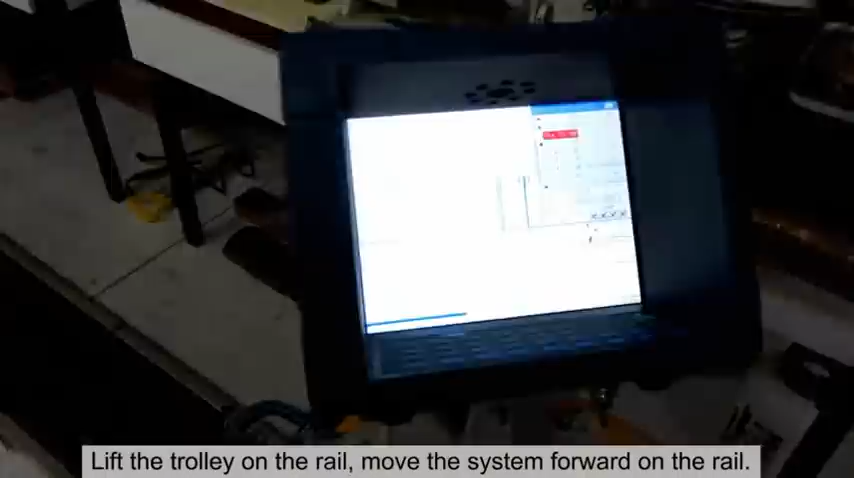 Lift the trolley on the rail, move the system forward on the rail.